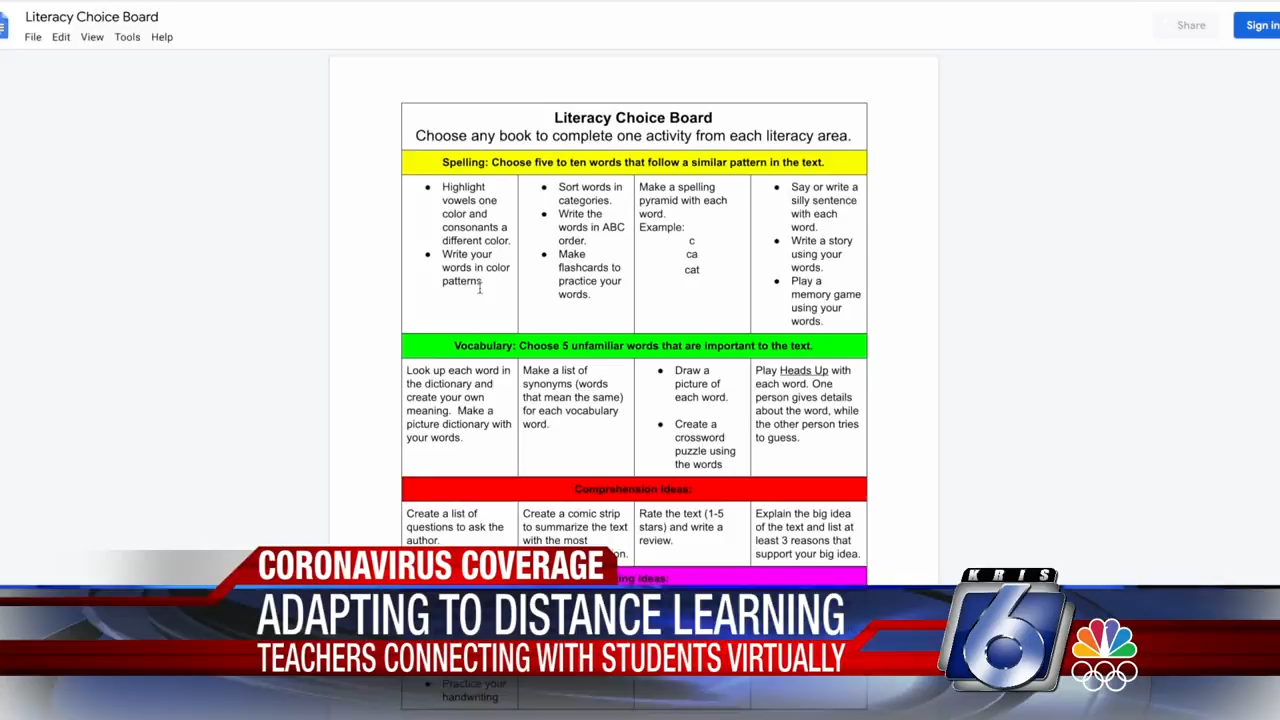 Literacy Choice Board
File Edit View Tools Help
Share
Sign in
Literacy Choice Board
Choose any book to complete one activity from each literacy area.
Spelling: Choose five to ten words that follow a similar pattern in the text.
● Highlight
vowels one
color and
consonants a
different color.
● Write your
words in color
patterns
● Sort words in
categories.
● Write the
words in ABC
order.
● Make
flashcards to
practice your
words.
Make a spelling
pyramid with each
word.
Example:
c
ca
cat
● Say or write a
silly sentence
with each
word.
● Write a story
using your
words.
● Play a
memory game
using your
words.
Vocabulary: Choose 5 unfamiliar words that are important to the text.
Look up each word in
the dictionary and
create your own
meaning. Make a
picture dictionary with
your words.
Make a list of
synonyms (words
that mean the same)
for each vocabulary
word.
● Draw a
picture of
each word.
● Create a
crossword
puzzle using
the words
Play Heads Up with
each word. One
person gives details
about the word, while
the other person tries
to guess.
Comprehension Ideas:
Create a list of
questions to ask the
author.
Create a comic strip
to summarize the text
with the most
Rate the text (1-5
stars) and write a
review.
Explain the big idea
of the text and list at
least 3 reasons that
support your big idea.
Ideas:
CORONAVIRUS COVERAGE
ADAPTING TO DISTANCE LEARNING
TEACHERS CONNECTING WITH STUDENTS VIRTUALLY
KRIS
6
● Practice your
handwriting